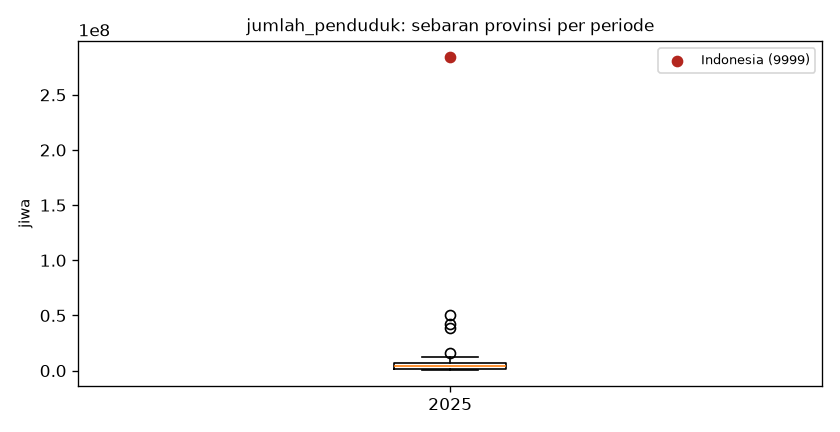 jumlah_penduduk: sebaran provinsi per periode
1e8
Indonesia (9999)
2.5
2.0
1.5
1.0
0.5
0.0
jiwa
2025